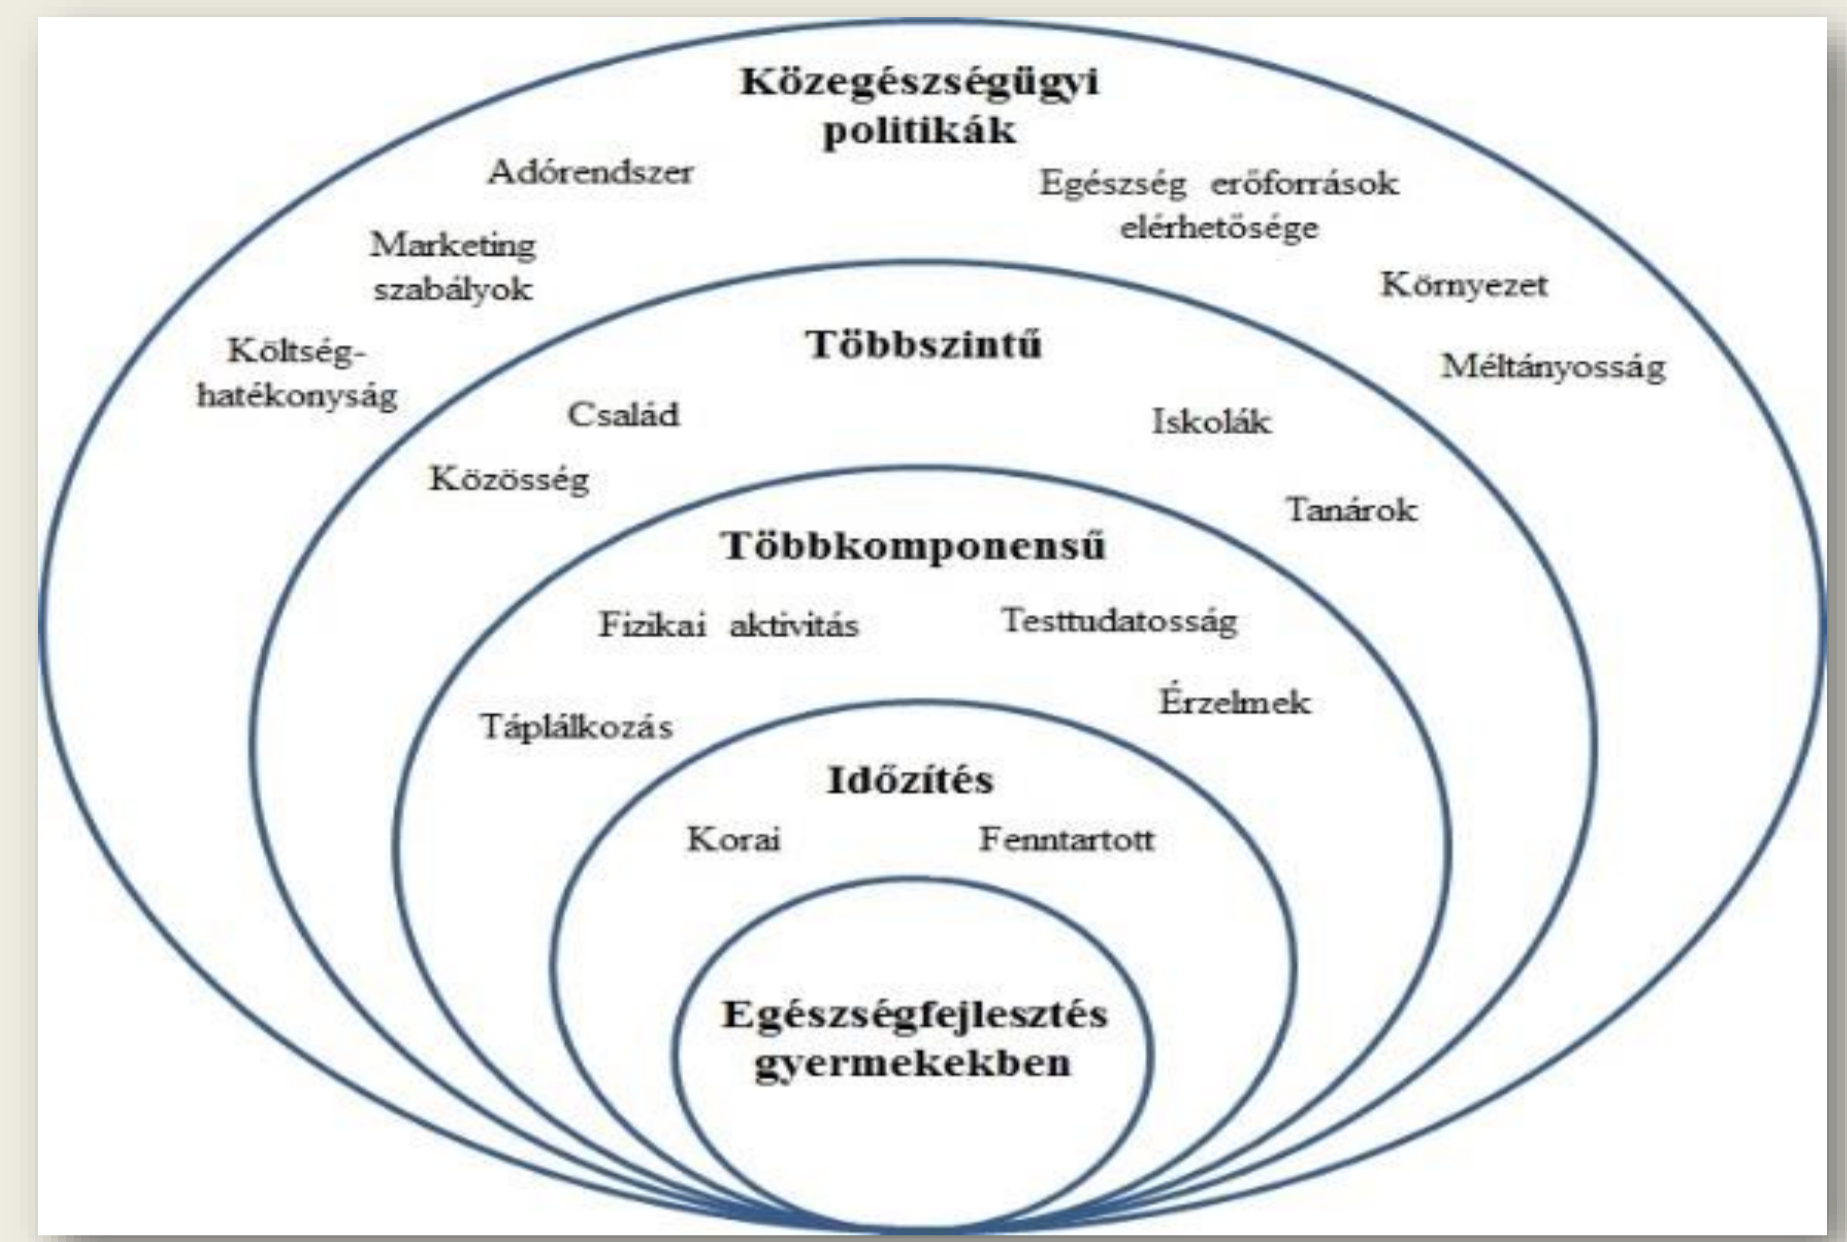 Közegészségügyi
politikák
Adórendszer
Egészség erőforrások
elérhetősége
Marketing
szabályok
Környezet
Költség-
hatékonyság
Méltányosság
Többszintű
Család
Iskolák
Közösség
Tanárok
Többkomponensű
Fizikai aktivitás
Testtudatosság
Táplálkozás
Érzelmek
Időzítés
Korai
Fenntartott
Egészségfejlesztés
gyermekekben